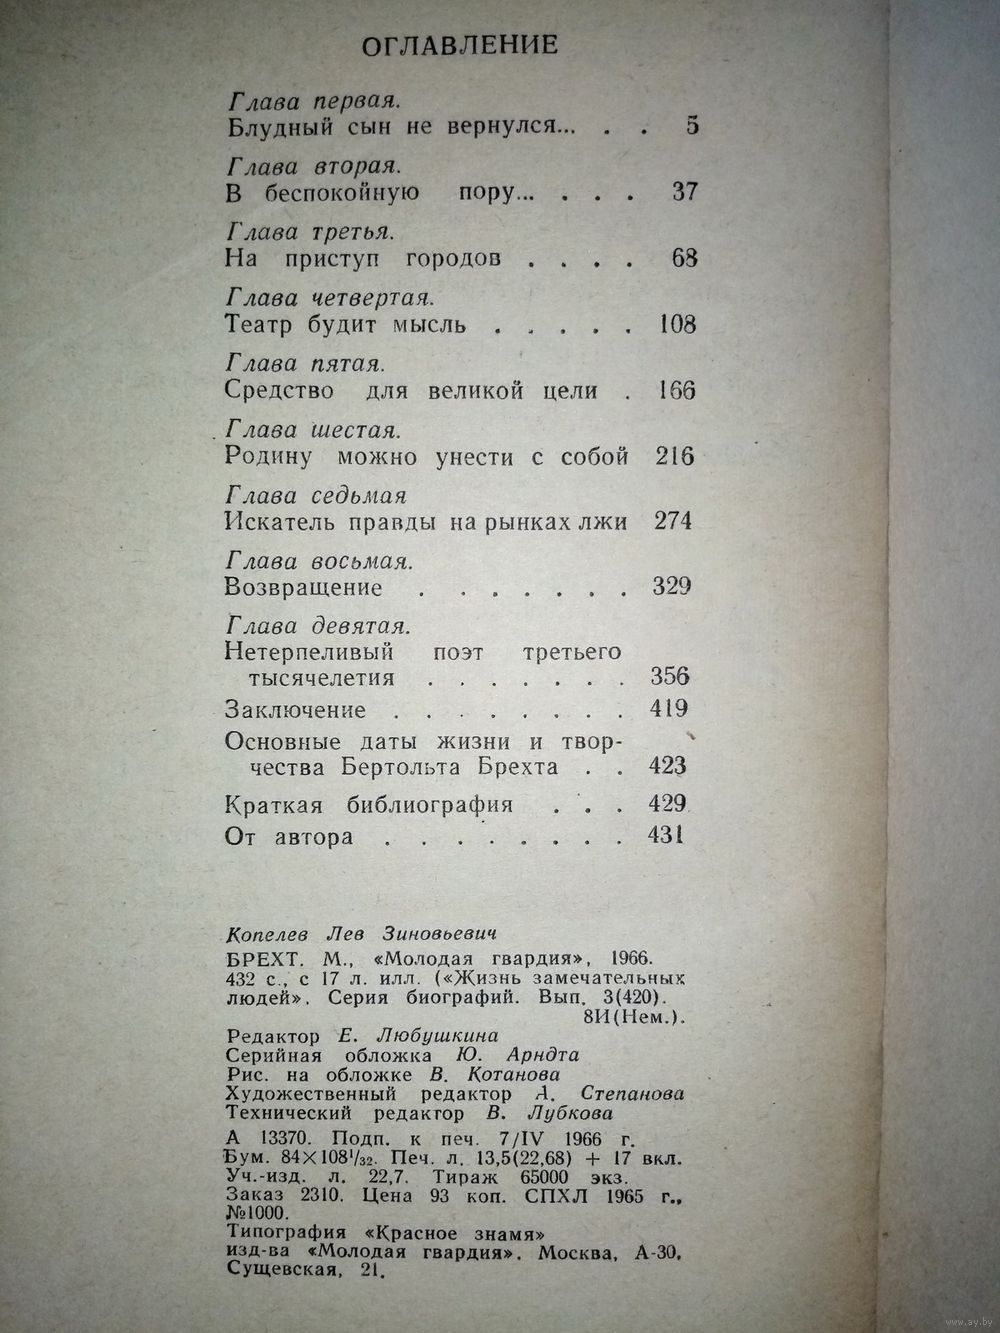 ОГЛАВЛЕНИЕ
Глава первая.
Блудный сын не вернулся... . . 5
Глава вторая.
В беспокойную пору... . . . 37
Глава третья.
На приступ городов . . . . 68
Глава четвертая.
Театр будит мысль . . . . . 108
Глава пятая.
Средство для великой цели . 166
Глава шестая.
Родину можно унести с собой 216
Глава седьмая
Искатель правды на рынках лжи 274
Глава восьмая.
Возвращение . . . . . . . 329
Глава девятая.
Нетерпеливый поэт третьего
тысячелетия . . . . . . . 356
Заключение . . . . . . . . 419
Основные даты жизни и твор-
чества Бертольта Брехта . . 423
Краткая библиография . . . 429
От автора . . . . . . . . 431
Копелев Лев Зиновьевич
БРЕХТ. М., «Молодая гвардия», 1966.
432 с., с 17 л. илл. («Жизнь замечательных
людей». Серия биографий. Вып. 3(420).
8И(Нем.).
Редактор Е. Любушкина
Серийная обложка Ю. Арндта
Рис. на обложке В. Котанова
Художественный редактор А. Степанова
Технический редактор В. Лубкова
А 13370. Подп. к печ. 7/IV 1966 г.
Бум. 84×108¹/₃₂. Печ. л. 13,5(22,68) + 17 вкл.
Уч.-изд. л. 22,7. Тираж 65000 экз.
Заказ 2310. Цена 93 коп. СПХЛ 1965 г.,
№1000.
Типография «Красное знамя»
изд-ва «Молодая гвардия». Москва, А-30,
Сущевская, 21.
www.ay.by